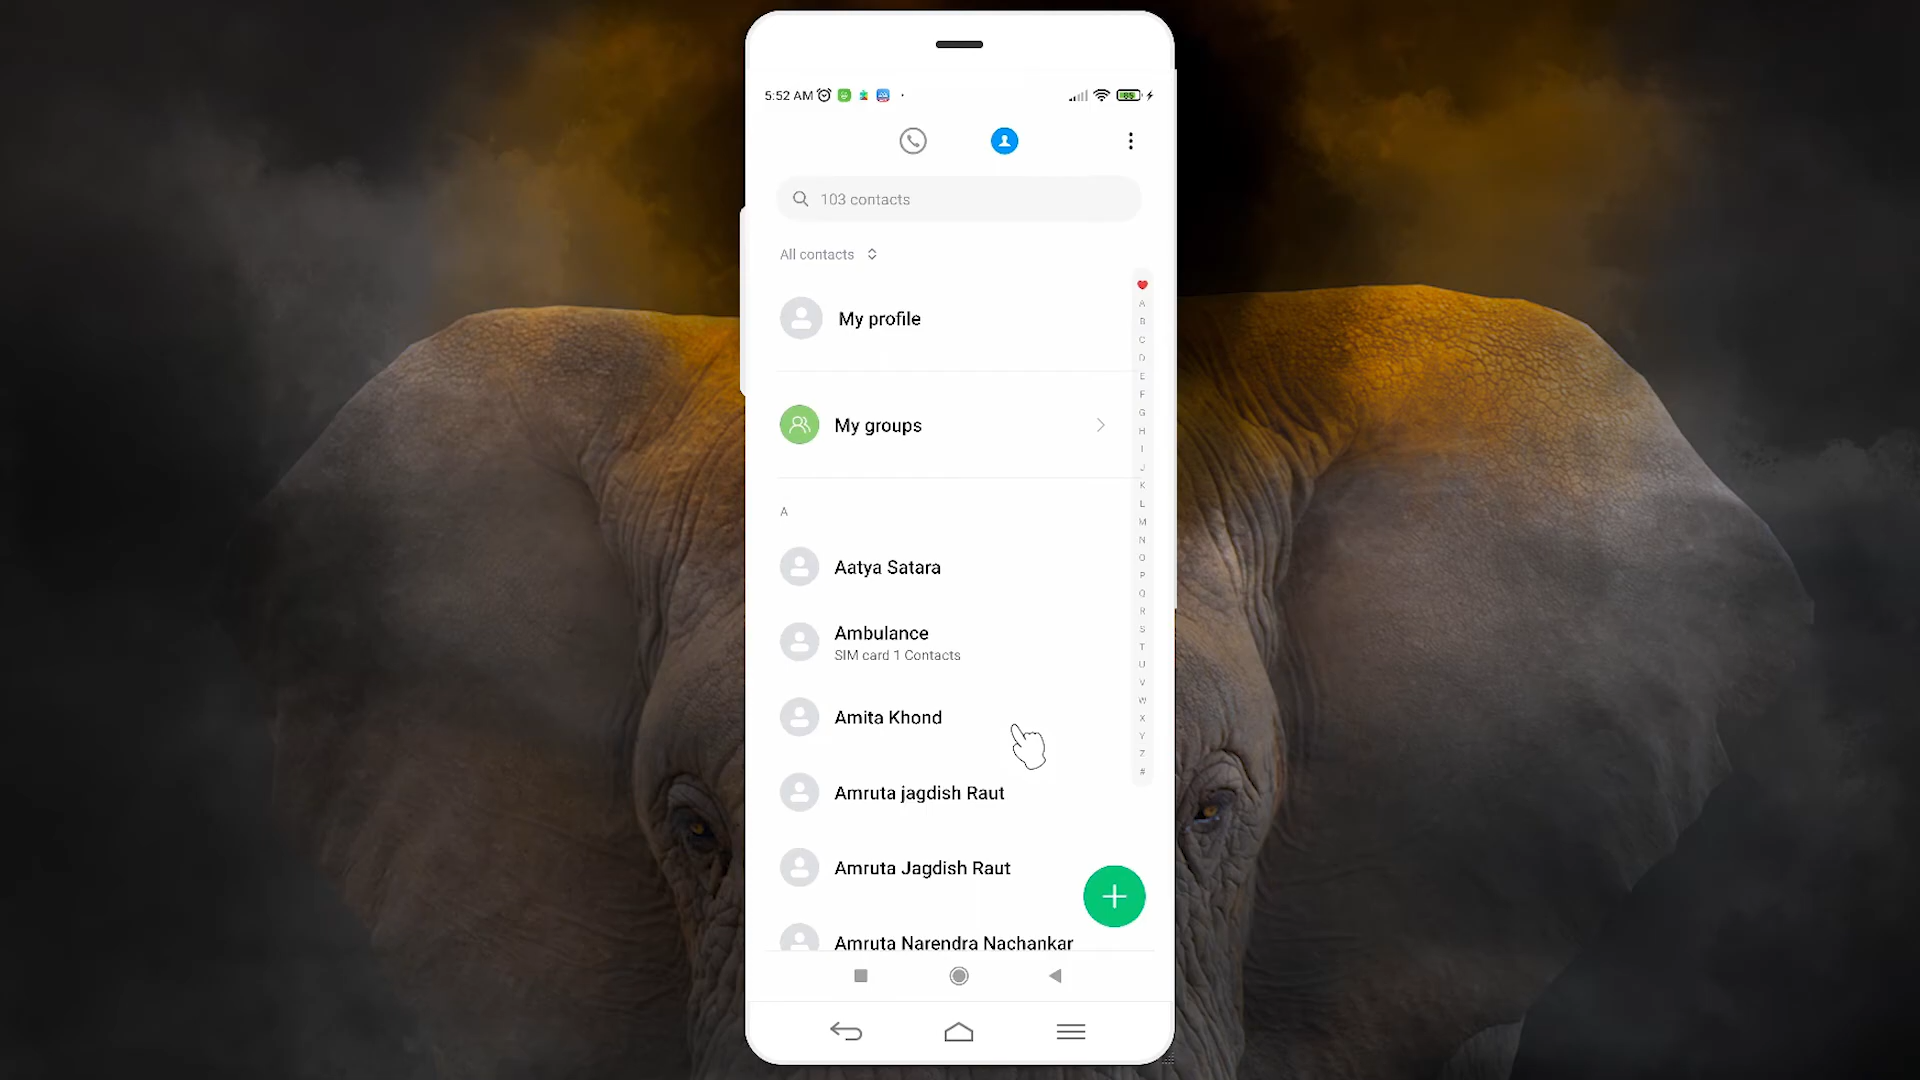 5:52 AM
85
103 contacts
All contacts
My profile
My groups
A
Aatya Satara
Ambulance
SIM card 1 Contacts
Amita Khond
Amruta jagdish Raut
Amruta Jagdish Raut
Amruta Narendra Nachankar
A
B
C
D
E
F
G
H
I
J
K
L
M
N
O
P
Q
R
S
T
U
V
W
X
Y
Z
#